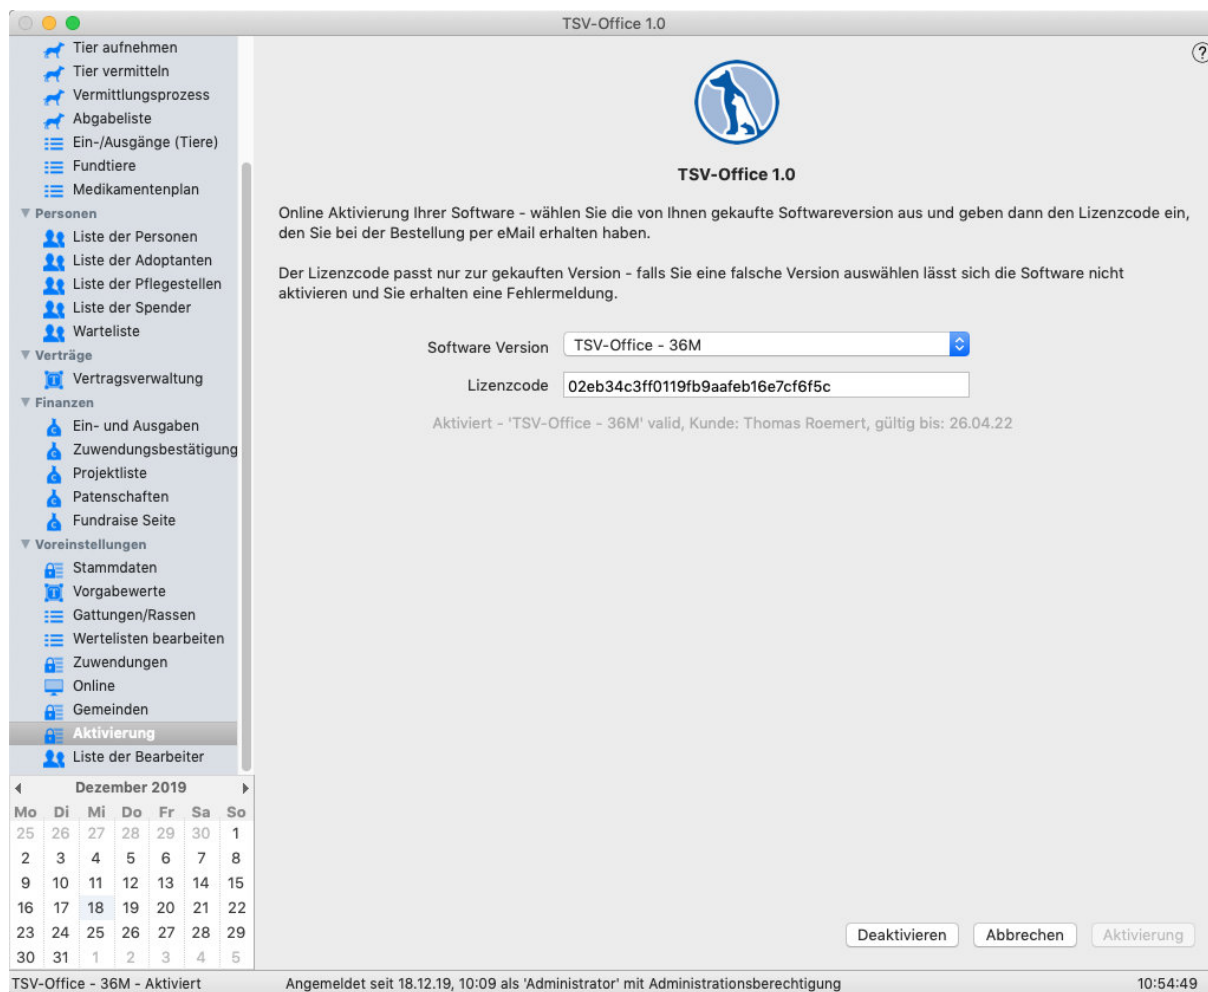 TSV-Office 1.0
Tier aufnehmen
Tier vermitteln
Vermittlungsprozess
Abgabeliste
Ein-/Ausgänge (Tiere)
Fundtiere
Medikamentenplan
Personen
Liste der Personen
Liste der Adoptanten
Liste der Pflegestellen
Liste der Spender
Warteliste
Verträge
Vertragsverwaltung
Finanzen
Ein- und Ausgaben
Zuwendungsbestätigung
Projektliste
Patenschaften
Fundraise Seite
Voreinstellungen
Stammdaten
Vorgabewerte
Gattungen/Rassen
Wertelisten bearbeiten
Zuwendungen
Online
Gemeinden
Aktivierung
Liste der Bearbeiter
Dezember 2019
Mo Di Mi Do Fr Sa So
25 26 27 28 29 30 1
2 3 4 5 6 7 8
9 10 11 12 13 14 15
16 17 18 19 20 21 22
23 24 25 26 27 28 29
30 31 1 2 3 4 5
?
TSV-Office 1.0
Online Aktivierung Ihrer Software - wählen Sie die von Ihnen gekaufte Softwareversion aus und geben dann den Lizenzcode ein,
den Sie bei der Bestellung per eMail erhalten haben.
Der Lizenzcode passt nur zur gekauften Version - falls Sie eine falsche Version auswählen lässt sich die Software nicht
aktivieren und Sie erhalten eine Fehlermeldung.
Software Version TSV-Office - 36M
Lizenzcode 02eb34c3ff0119fb9aafeb16e7cf6f5c
Aktiviert - 'TSV-Office - 36M' valid, Kunde: Thomas Roemert, gültig bis: 26.04.22
Deaktivieren Abbrechen Aktivierung
TSV-Office - 36M - Aktiviert Angemeldet seit 18.12.19, 10:09 als 'Administrator' mit Administrationsberechtigung 10:54:49